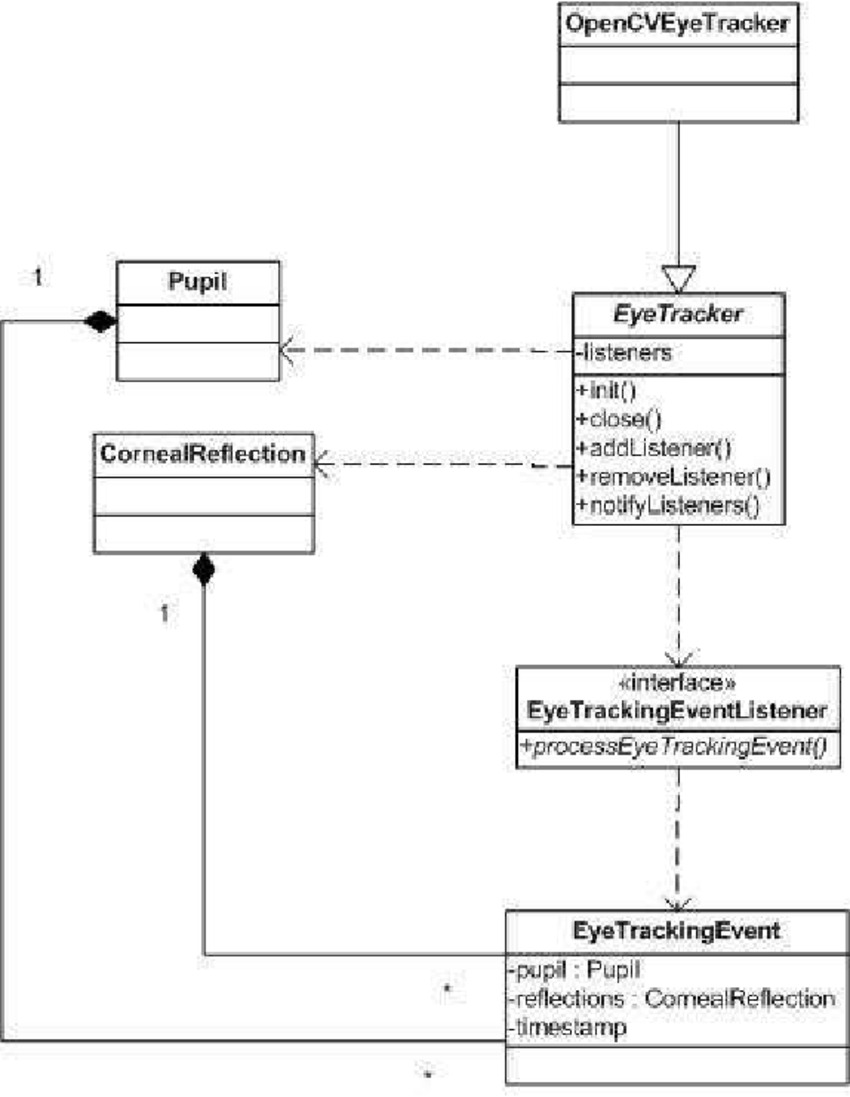 OpenCVEyeTracker
1
Pupil
EyeTracker
-listeners
+init()
+close()
+addListener()
+removeListener()
+notifyListeners()
CornealReflection
1
«interface»
EyeTrackingEventListener
+processEyeTrackingEvent()
EyeTrackingEvent
-pupil : Pupil
-reflections : CornealReflection
-timestamp
*
*